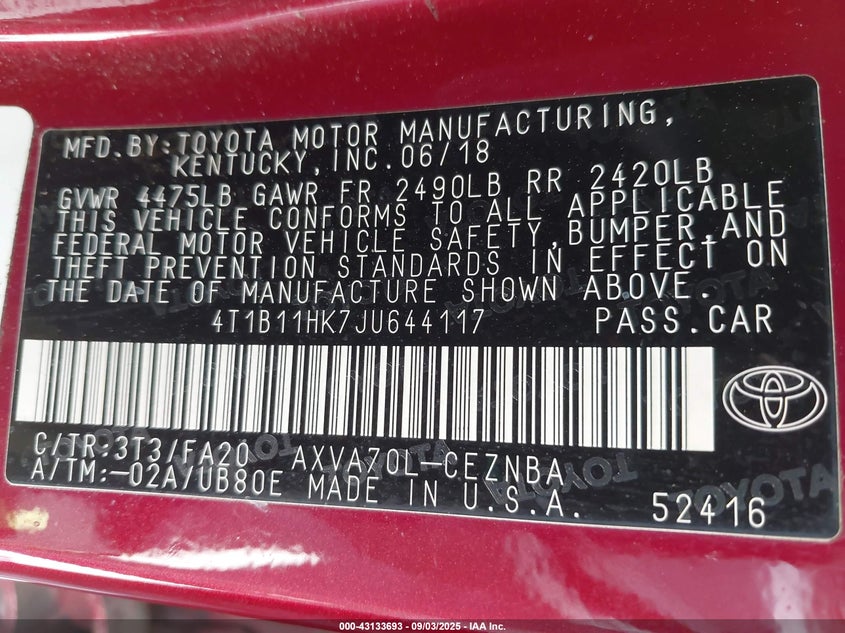 MFD.BY:TOYOTA MOTOR MANUFACTURING,
KENTUCKY,INC.06/18
GVWR 4475LB GAWR FR 2490LB RR 2420LB
THIS VEHICLE CONFORMS TO ALL APPLICABLE
FEDERAL MOTOR VEHICLE SAFETY,BUMPER,AND
THEFT PREVENTION STANDARDS IN EFFECT ON
THE DATE OF MANUFACTURE SHOWN ABOVE.
4T1B11HK7JU644117 PASS.CAR
C/TR:3T3/FA20 AXVA70L-CEZNBA
A/TM:-02A/UB80E MADE IN U.S.A. 52416
TOYOTA
000-43133693 - 09/03/2025 - IAA Inc.